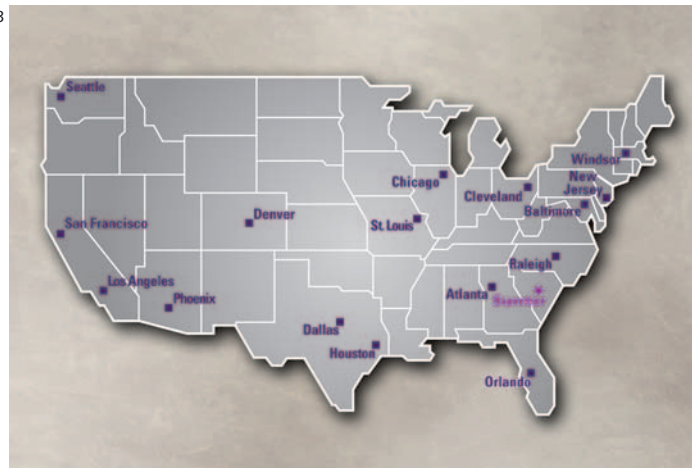 3
Seattle
Windsor
Chicago
Cleveland
New
Jersey
Baltimore
San Francisco
Denver
St. Louis
Raleigh
Los Angeles
Phoenix
Atlanta
Dallas
Houston
Orlando